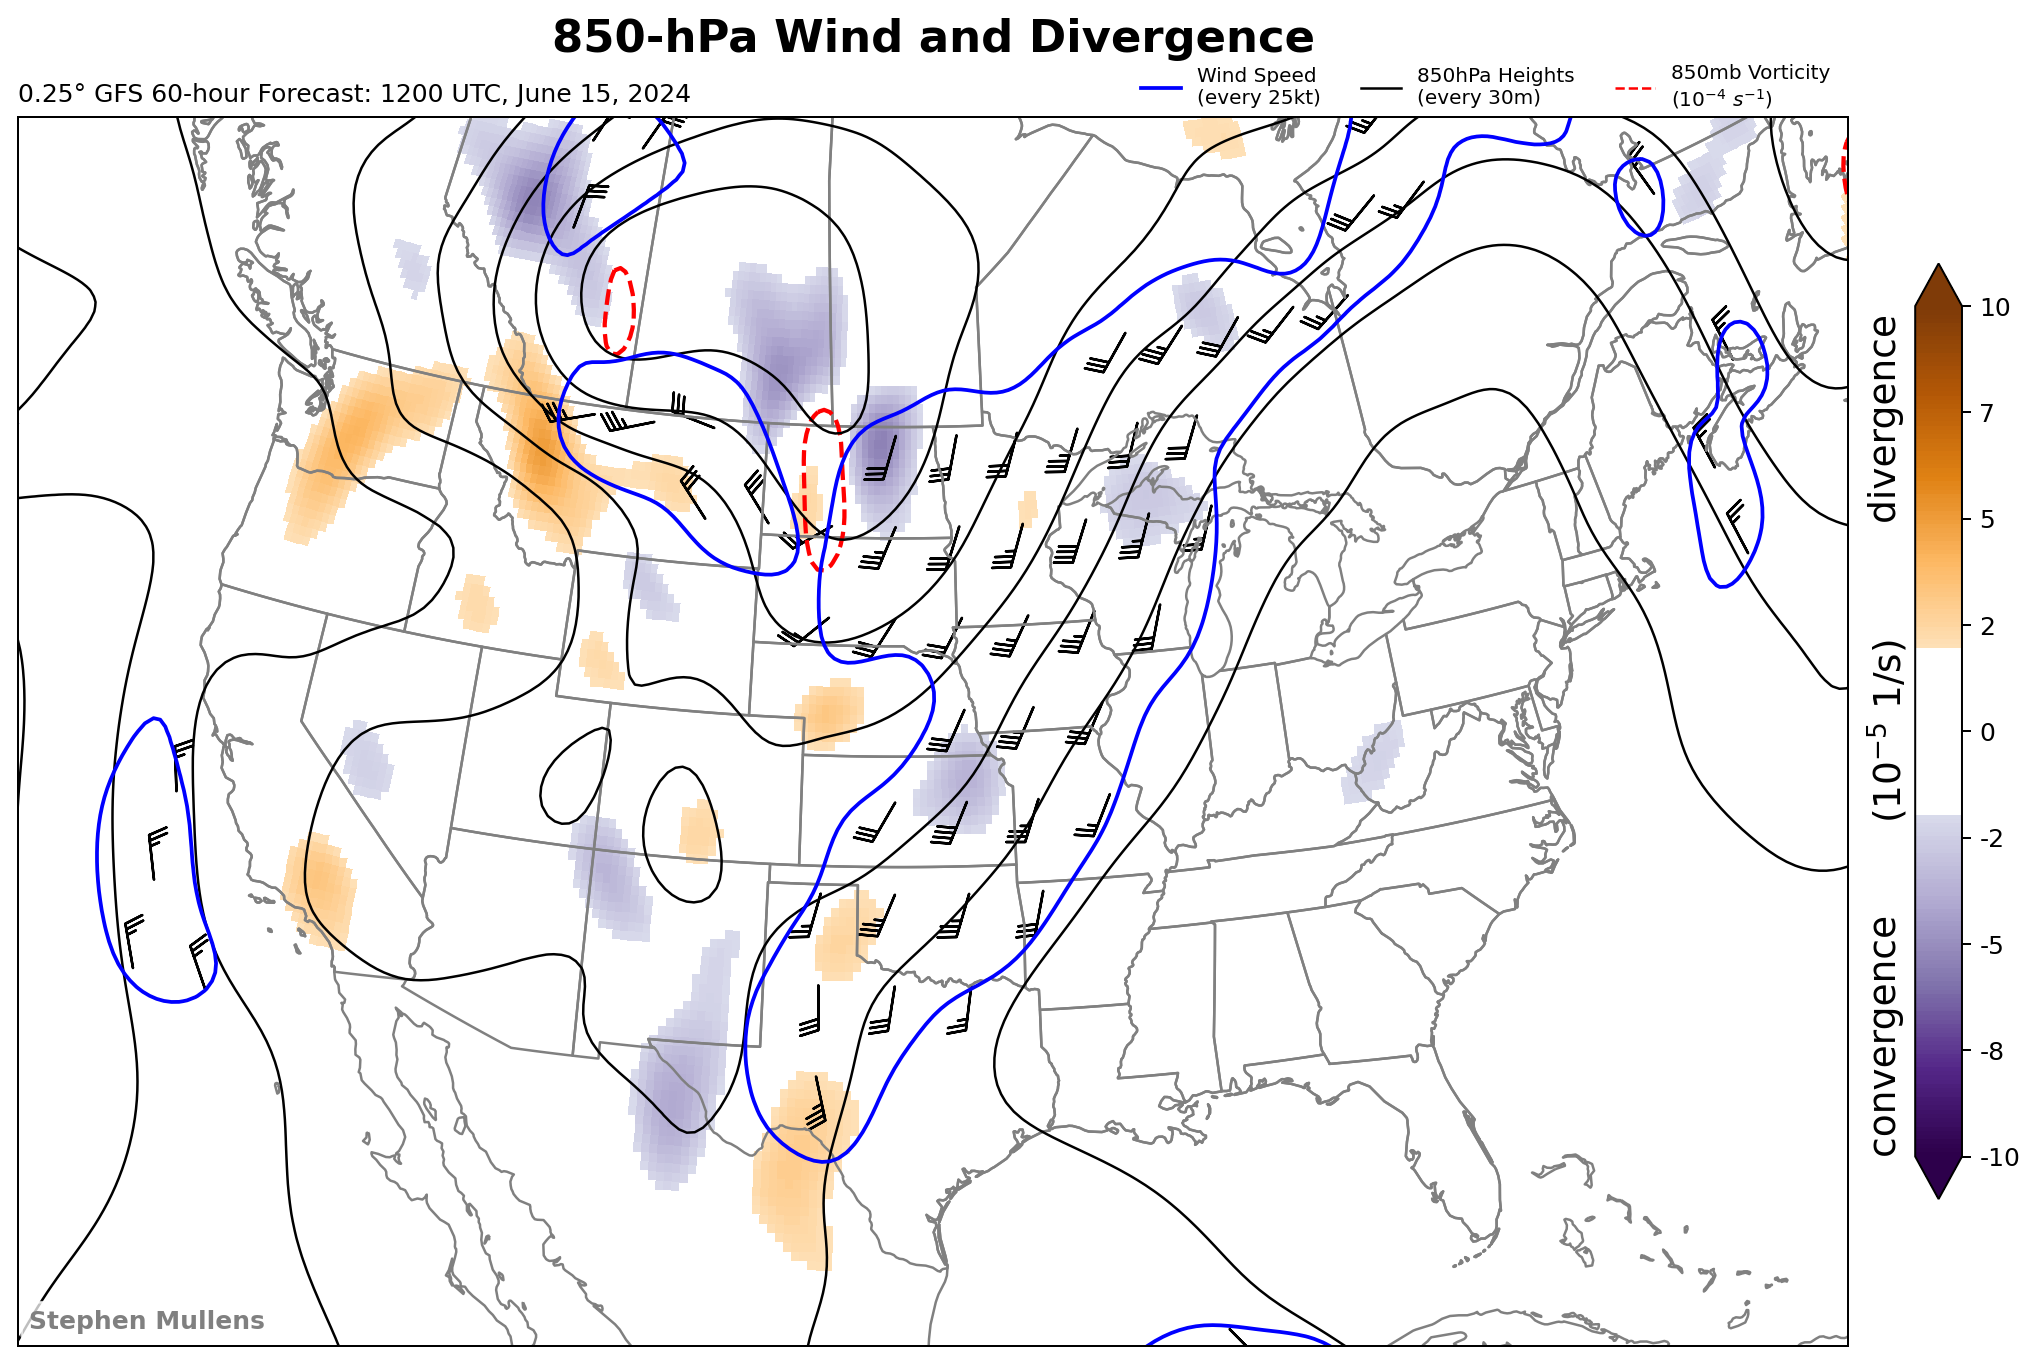 850-hPa Wind and Divergence
0.25° GFS 60-hour Forecast: 1200 UTC, June 15, 2024
Wind Speed
(every 25kt)
850hPa Heights
(every 30m)
850mb Vorticity
(10⁻⁴ s⁻¹)
10
7
5
2
0
-2
-5
-8
-10
convergence (10⁻⁵ 1/s) divergence
Stephen Mullens